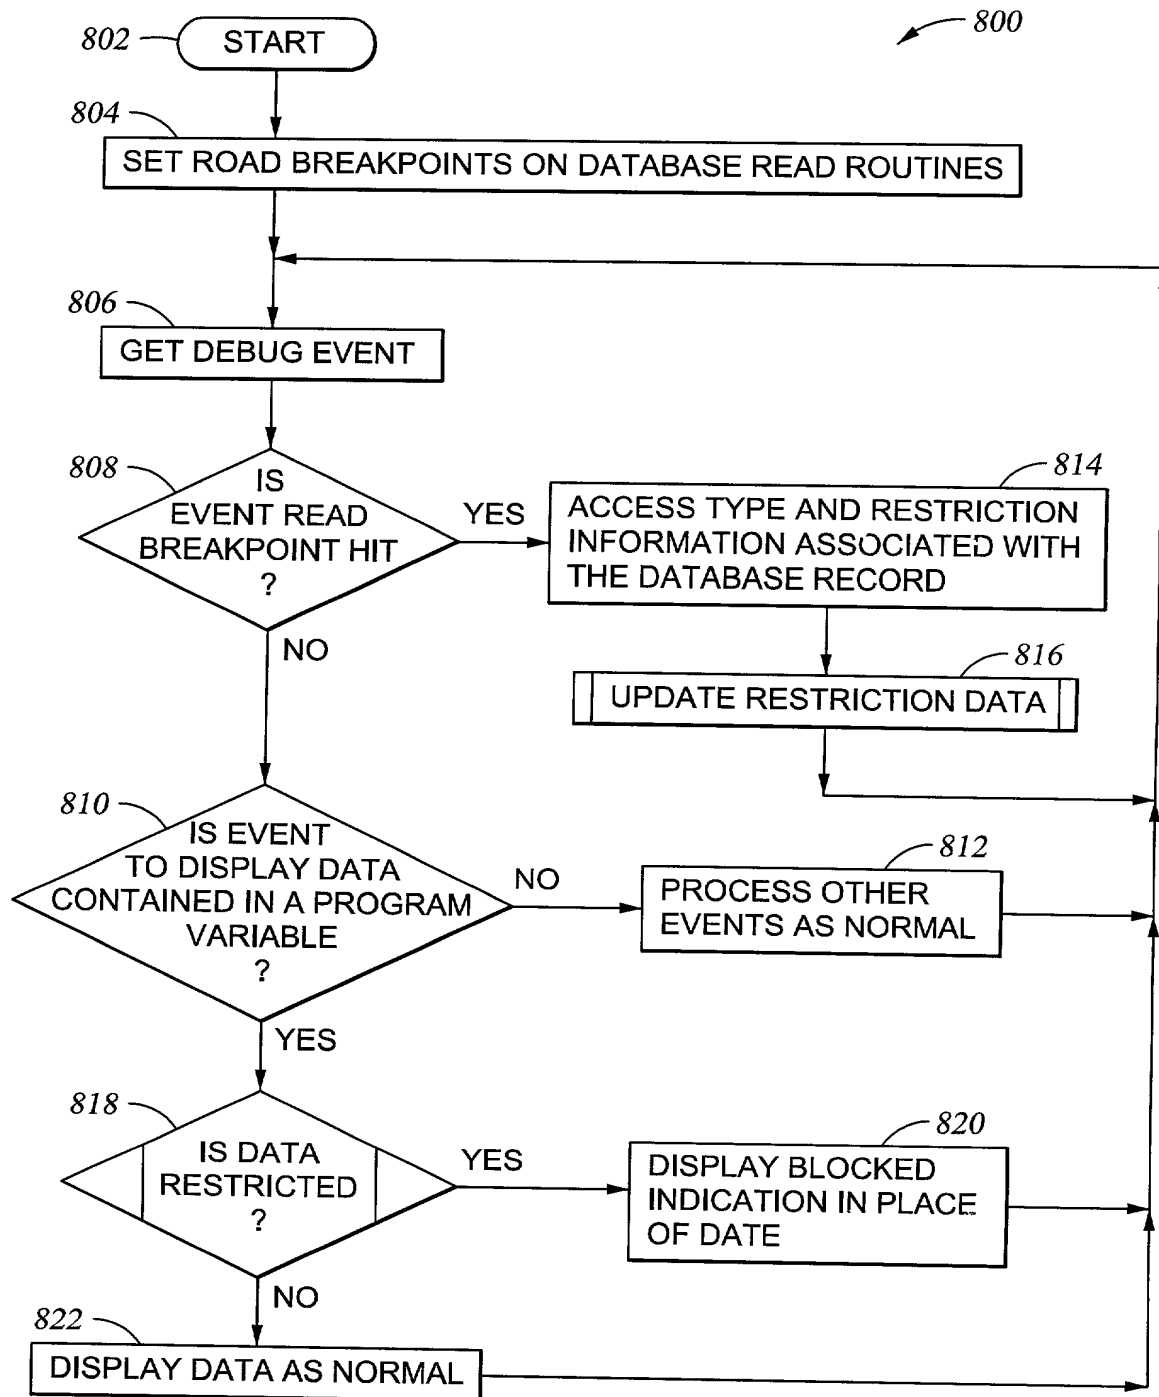 800
802
START
804
SET ROAD BREAKPOINTS ON DATABASE READ ROUTINES
806
GET DEBUG EVENT
808
IS
EVENT READ
BREAKPOINT HIT
?
YES
814
ACCESS TYPE AND RESTRICTION
INFORMATION ASSOCIATED WITH
THE DATABASE RECORD
NO
816
UPDATE RESTRICTION DATA
810
IS EVENT
TO DISPLAY DATA
CONTAINED IN A PROGRAM
VARIABLE
?
NO
812
PROCESS OTHER
EVENTS AS NORMAL
YES
818
IS DATA
RESTRICTED
?
YES
820
DISPLAY BLOCKED
INDICATION IN PLACE
OF DATE
NO
822
DISPLAY DATA AS NORMAL